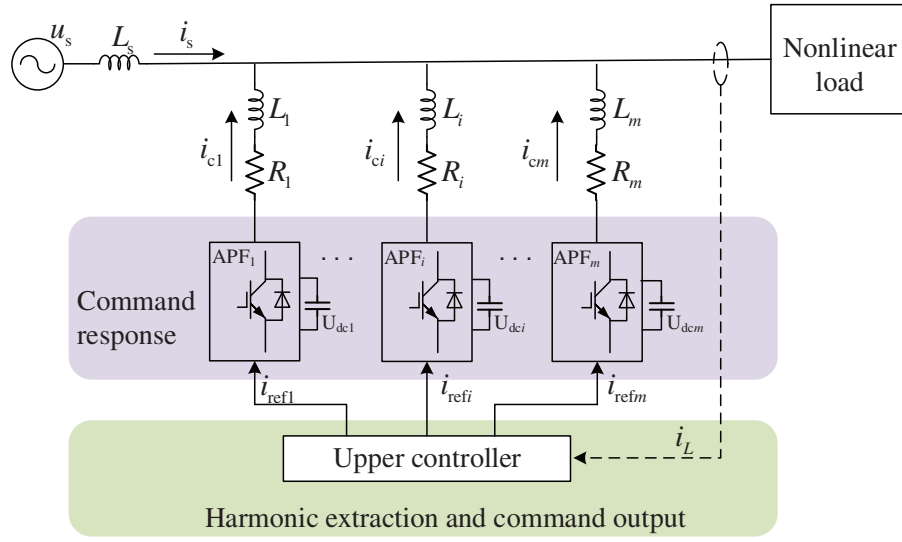 u_s
L_s
i_s
Nonlinear
load
L_1
L_i
L_m
i_c1
i_ci
i_cm
R_1
R_i
R_m
APF_1
· · ·
APF_i
· · ·
APF_m
Command
response
U_dc1
U_dci
U_dcm
i_ref1
i_refi
i_refm
i_L
Upper controller
Harmonic extraction and command output